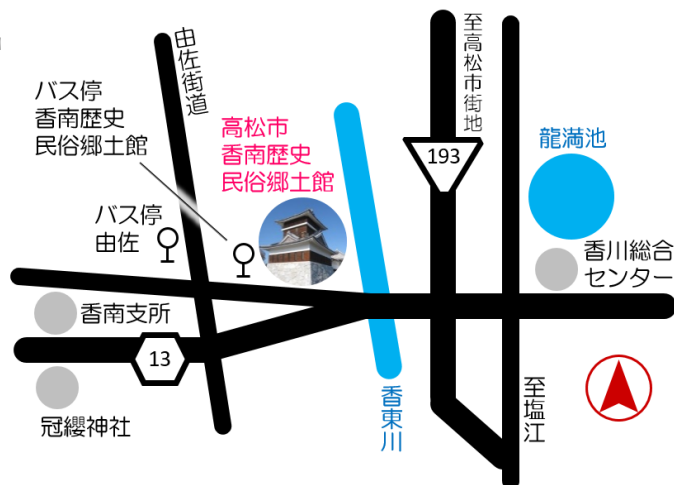 由佐街道
バス停
香南歴史
民俗郷土館
高松市
香南歴史
民俗郷土館
至高松市街地
193
龍満池
バス停
由佐
香川総合
センター
香南支所
13
冠纓神社
香東川
至塩江